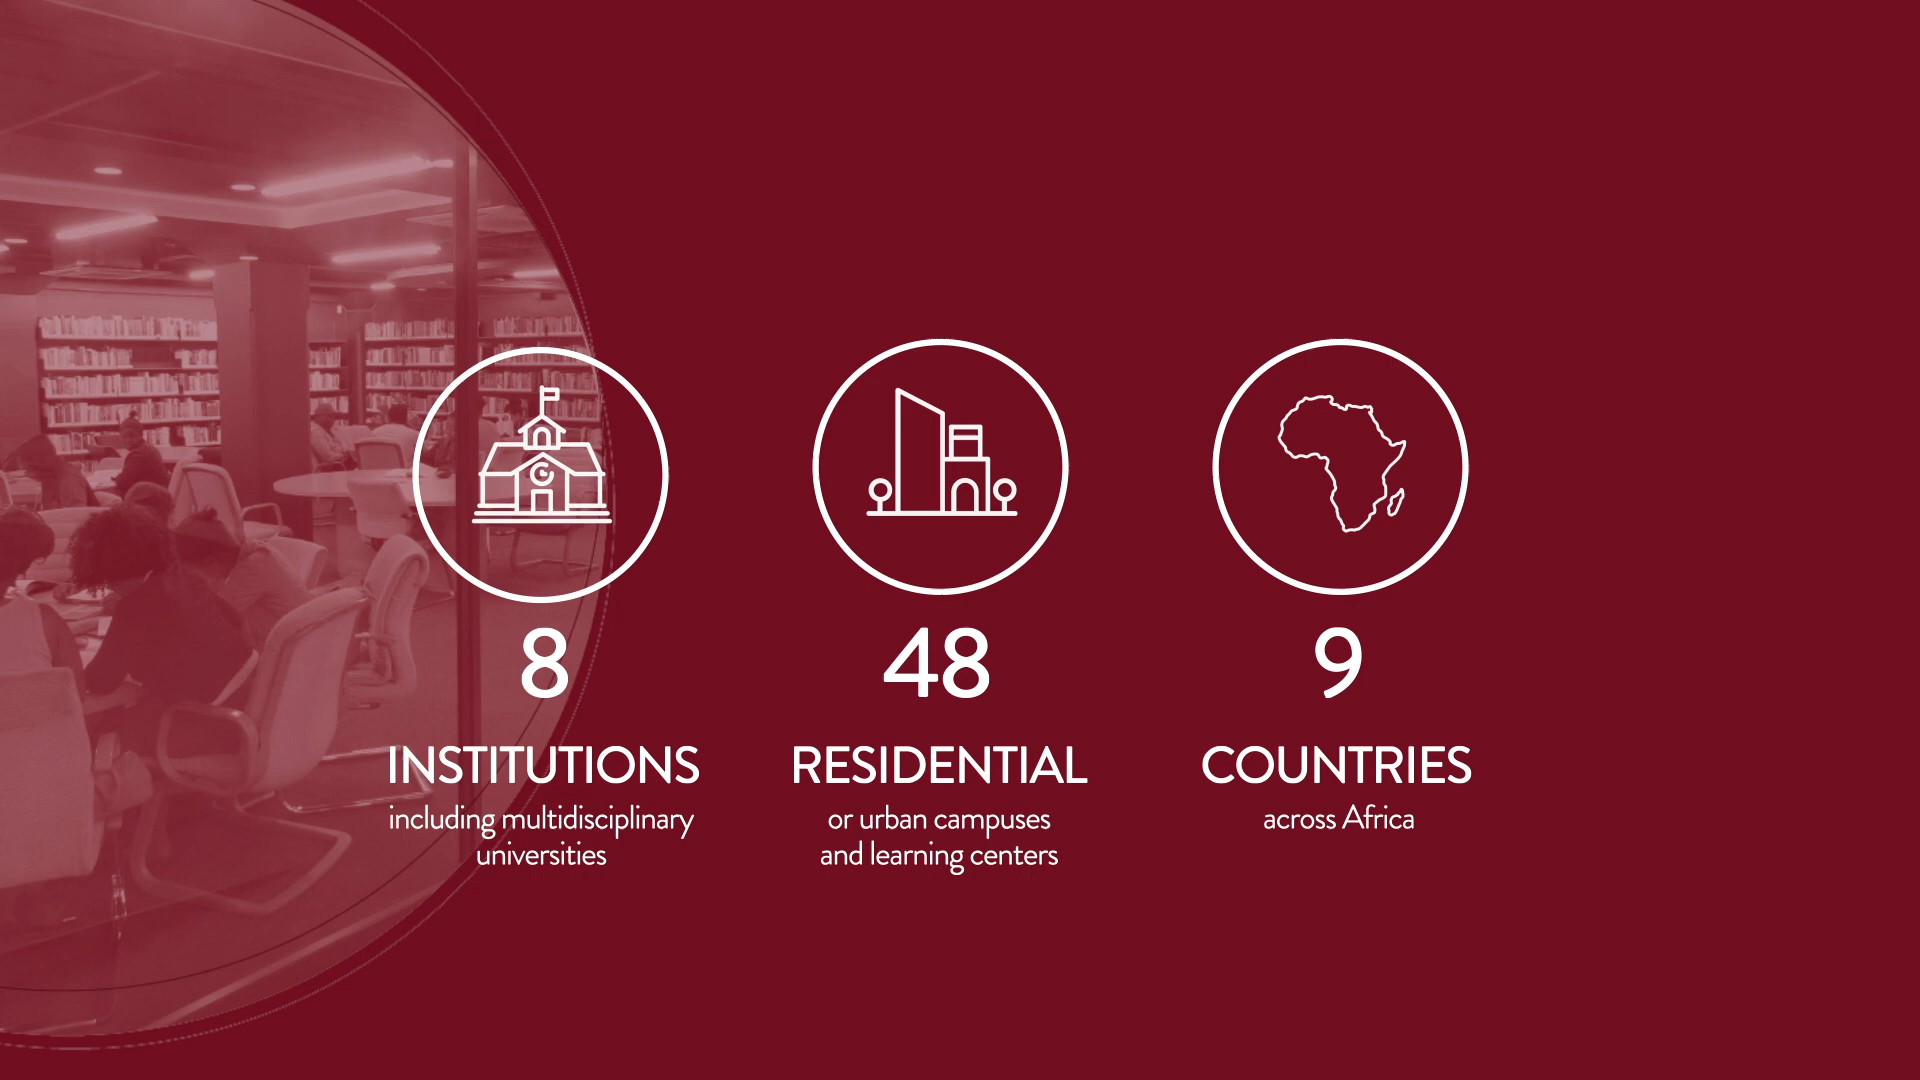 8
INSTITUTIONS
including multidisciplinary
universities
48
RESIDENTIAL
or urban campuses
and learning centers
9
COUNTRIES
across Africa